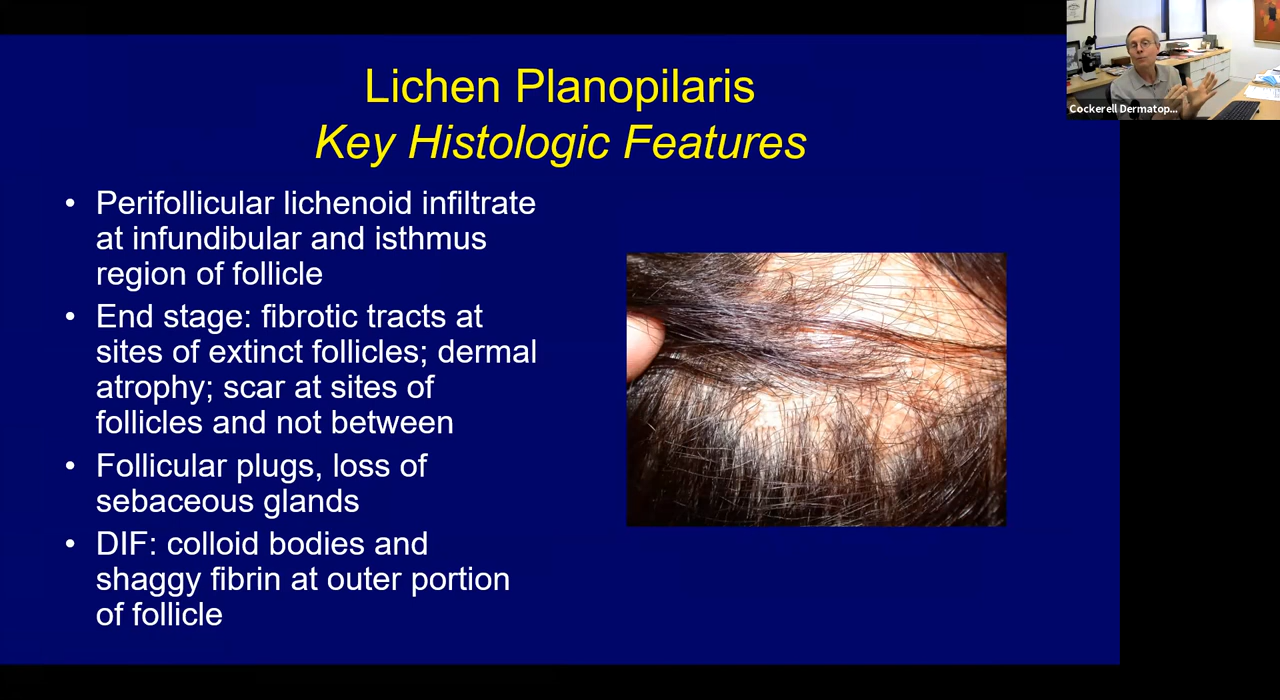 Lichen Planopilaris
Key Histologic Features
• Perifollicular lichenoid infiltrate
at infundibular and isthmus
region of follicle
• End stage: fibrotic tracts at
sites of extinct follicles; dermal
atrophy; scar at sites of
follicles and not between
• Follicular plugs, loss of
sebaceous glands
• DIF: colloid bodies and
shaggy fibrin at outer portion
of follicle
Cockerell Dermatop...